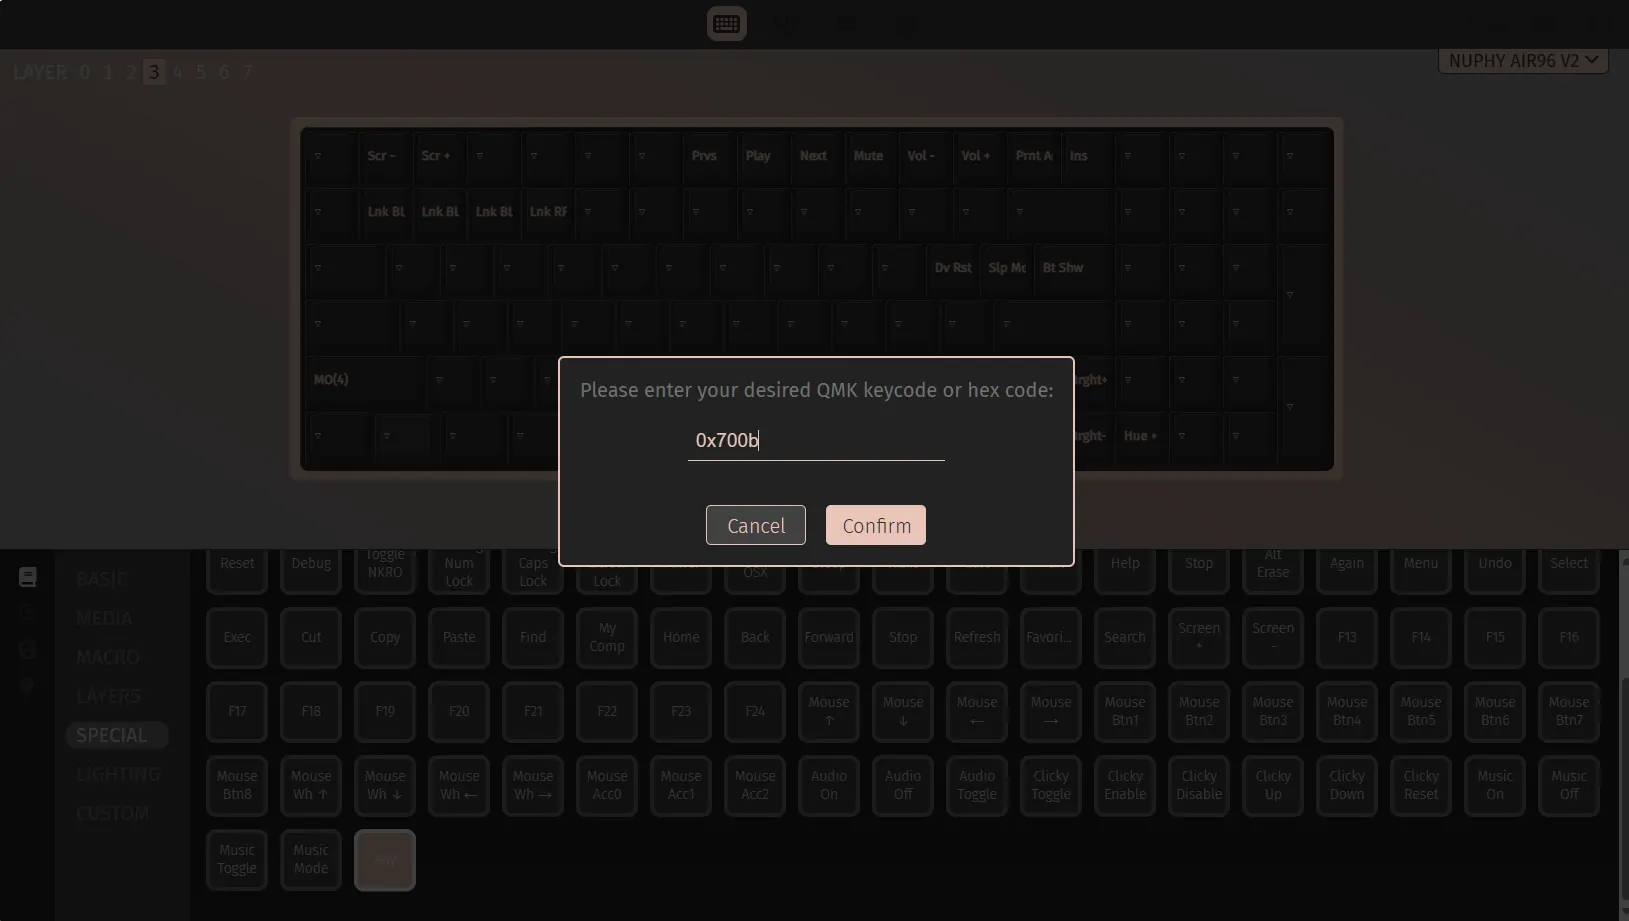 LAYER 0 1 2 3 4 5 6 7
NUPHY AIR96 V2
Scr - Scr + Prvs Play Next Mute Vol - Vol + Prnt A Ins
Lnk BL Lnk BL Lnk BL Lnk RF
Dv Rst Slp Mo Bt Shw
MO(4) rght+
rght- Hue +
Please enter your desired QMK keycode or hex code:
0x700b
Cancel Confirm
BASIC
MEDIA
MACRO
LAYERS
SPECIAL
LIGHTING
CUSTOM
Reset Debug Toggle NKRO Num Lock Caps Lock Lock OSX Help Stop Alt Erase Again Menu Undo Select
Exec Cut Copy Paste Find My Comp Home Back Forward Stop Refresh Favori... Search Screen + Screen - F13 F14 F15 F16
F17 F18 F19 F20 F21 F22 F23 F24 Mouse ↑ Mouse ↓ Mouse ← Mouse → Mouse Btn1 Mouse Btn2 Mouse Btn3 Mouse Btn4 Mouse Btn5 Mouse Btn6 Mouse Btn7
Mouse Btn8 Mouse Wh ↑ Mouse Wh ↓ Mouse Wh ← Mouse Wh → Mouse Acc0 Mouse Acc1 Mouse Acc2 Audio On Audio Off Audio Toggle Clicky Toggle Clicky Enable Clicky Disable Clicky Up Clicky Down Clicky Reset Music On Music Off
Music Toggle Music Mode Any